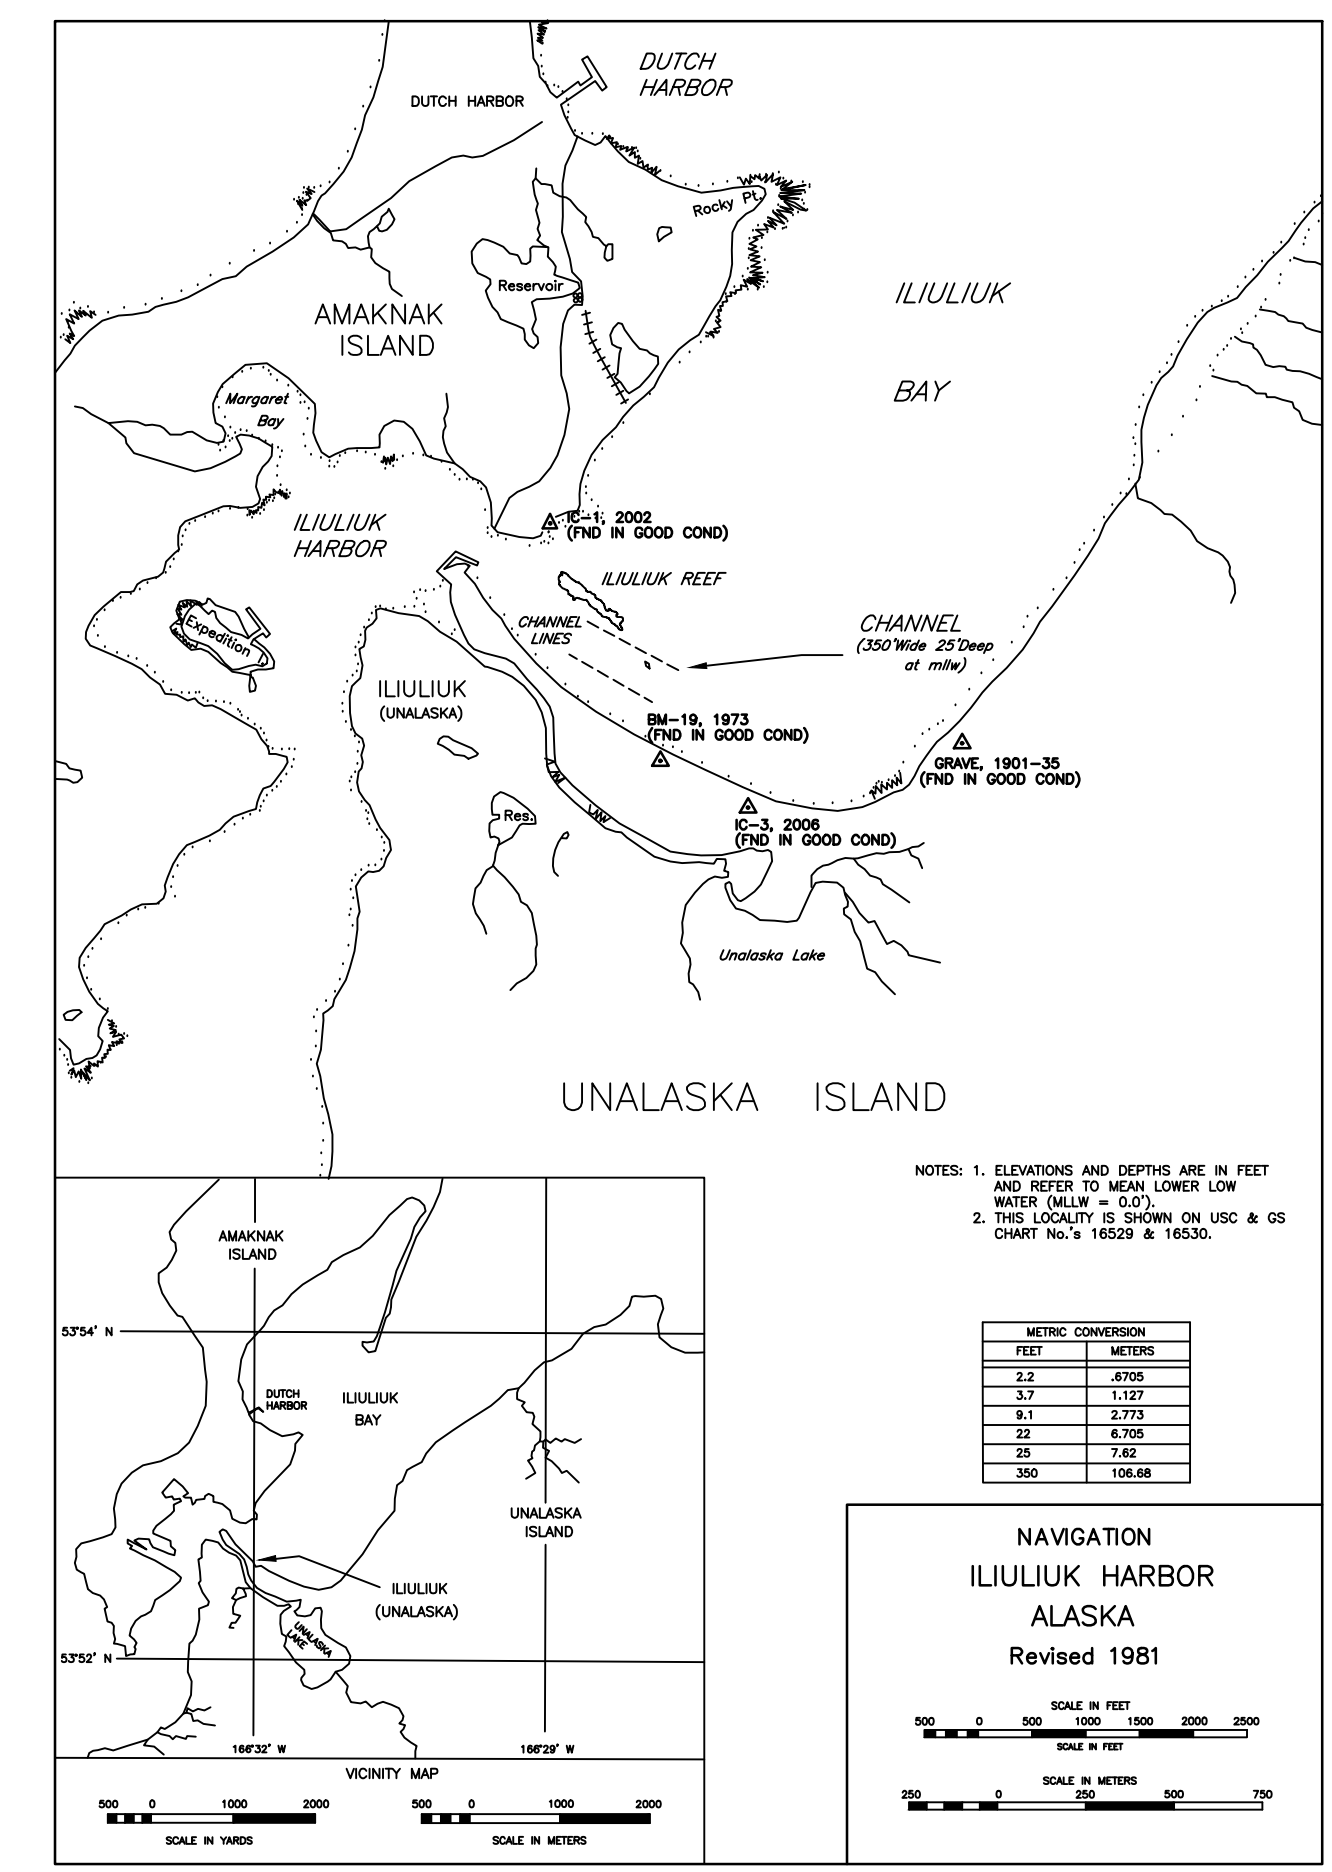 DUTCH
HARBOR
DUTCH HARBOR
Rocky Pt.
Reservoir
AMAKNAK
ISLAND
ILIULIUK
BAY
Margaret
Bay
ILIULIUK
HARBOR
IC-1, 2002
(FND IN GOOD COND)
ILIULIUK REEF
CHANNEL
LINES
CHANNEL
(350'Wide 25'Deep
at mllw)
Expedition
ILIULIUK
(UNALASKA)
BM-19, 1973
(FND IN GOOD COND)
GRAVE, 1901-35
(FND IN GOOD COND)
Res.
IC-3, 2006
(FND IN GOOD COND)
Unalaska Lake
UNALASKA ISLAND
NOTES: 1. ELEVATIONS AND DEPTHS ARE IN FEET
AND REFER TO MEAN LOWER LOW
WATER (MLLW = 0.0').
2. THIS LOCALITY IS SHOWN ON USC & GS
CHART No.'s 16529 & 16530.
METRIC CONVERSION
FEET METERS
2.2 .6705
3.7 1.127
9.1 2.773
22 6.705
25 7.62
350 106.68
AMAKNAK
ISLAND
53°54' N
DUTCH
HARBOR
ILIULIUK
BAY
UNALASKA
ISLAND
ILIULIUK
(UNALASKA)
UNALASKA
LAKE
53°52' N
166°32' W 166°29' W
VICINITY MAP
500 0 1000 2000
SCALE IN YARDS
500 0 1000 2000
SCALE IN METERS
NAVIGATION
ILIULIUK HARBOR
ALASKA
Revised 1981
SCALE IN FEET
500 0 500 1000 1500 2000 2500
SCALE IN FEET
SCALE IN METERS
250 0 250 500 750